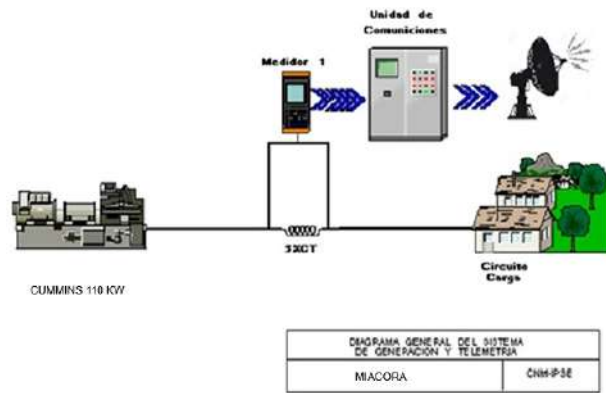 Unidad de
Comuniciones
Medidor 1
3XCT
Circuito
Carga
CUMMINS 110 KW
DIAGRAMA GENERAL DEL SISTEMA
DE GENERACION Y TELEMETRIA
MIACORA
CNM-IPSE